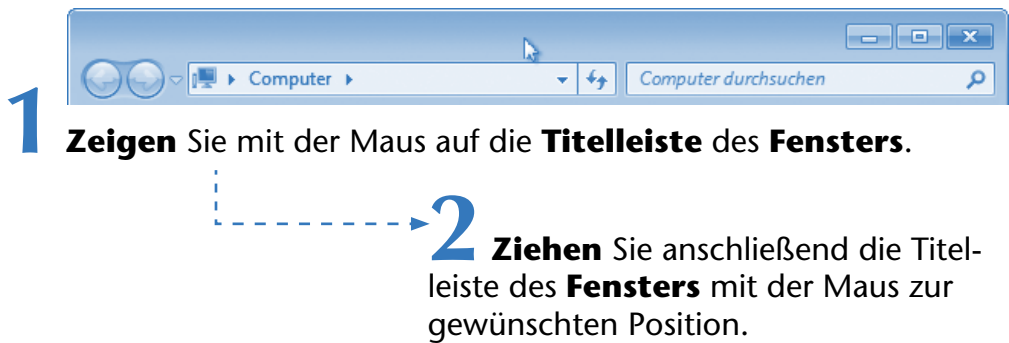 Computer
Computer durchsuchen
1
Zeigen Sie mit der Maus auf die Titelleiste des Fensters.
2
Ziehen Sie anschließend die Titel-
leiste des Fensters mit der Maus zur
gewünschten Position.